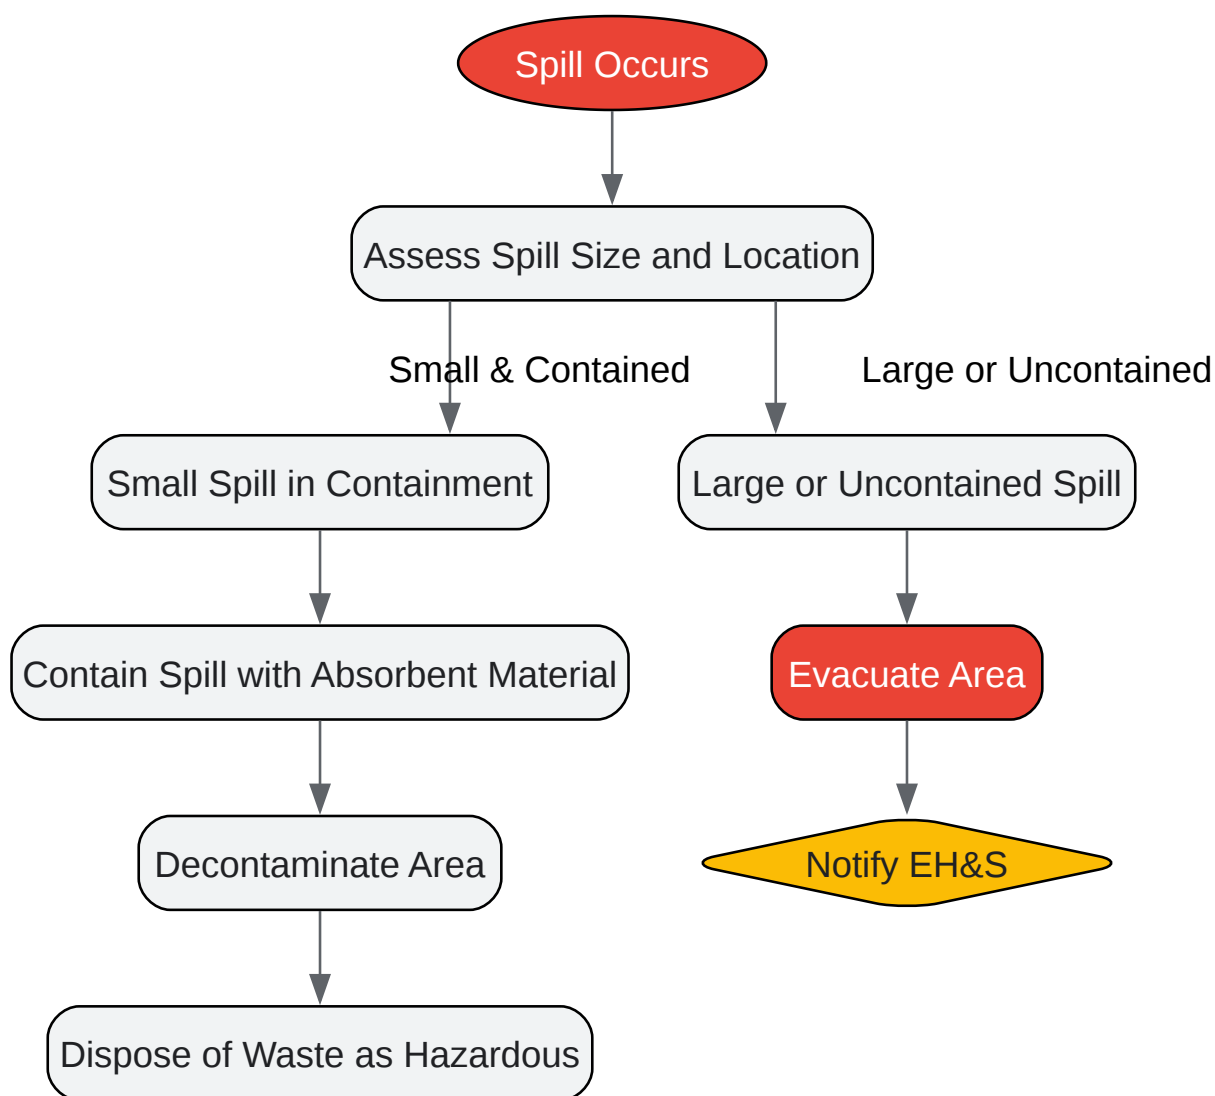 Spill Occurs
Assess Spill Size and Location
Small & Contained
Large or Uncontained
Small Spill in Containment
Large or Uncontained Spill
Contain Spill with Absorbent Material
Evacuate Area
Decontaminate Area
Notify EH&S
Dispose of Waste as Hazardous